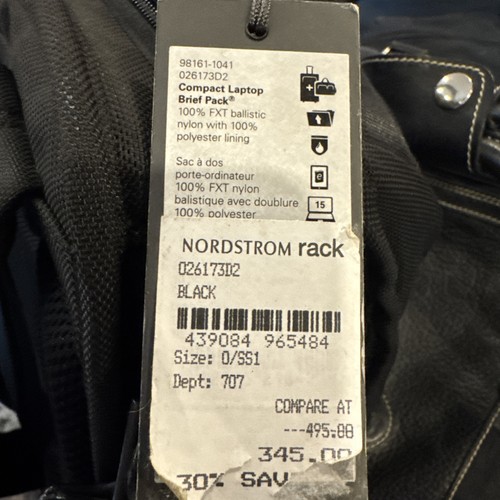 98161-1041
026173D2
Compact Laptop
Brief Pack®
100% FXT ballistic
nylon with 100%
polyester lining
Sac à dos
porte-ordinateur
100% FXT nylon
balistique avec doublure
100% polyester
15
NORDSTROM rack
026173D2
BLACK
439084 965484
Size: O/SS1
Dept: 707
COMPARE AT
---495.00
345.00
30% SAV